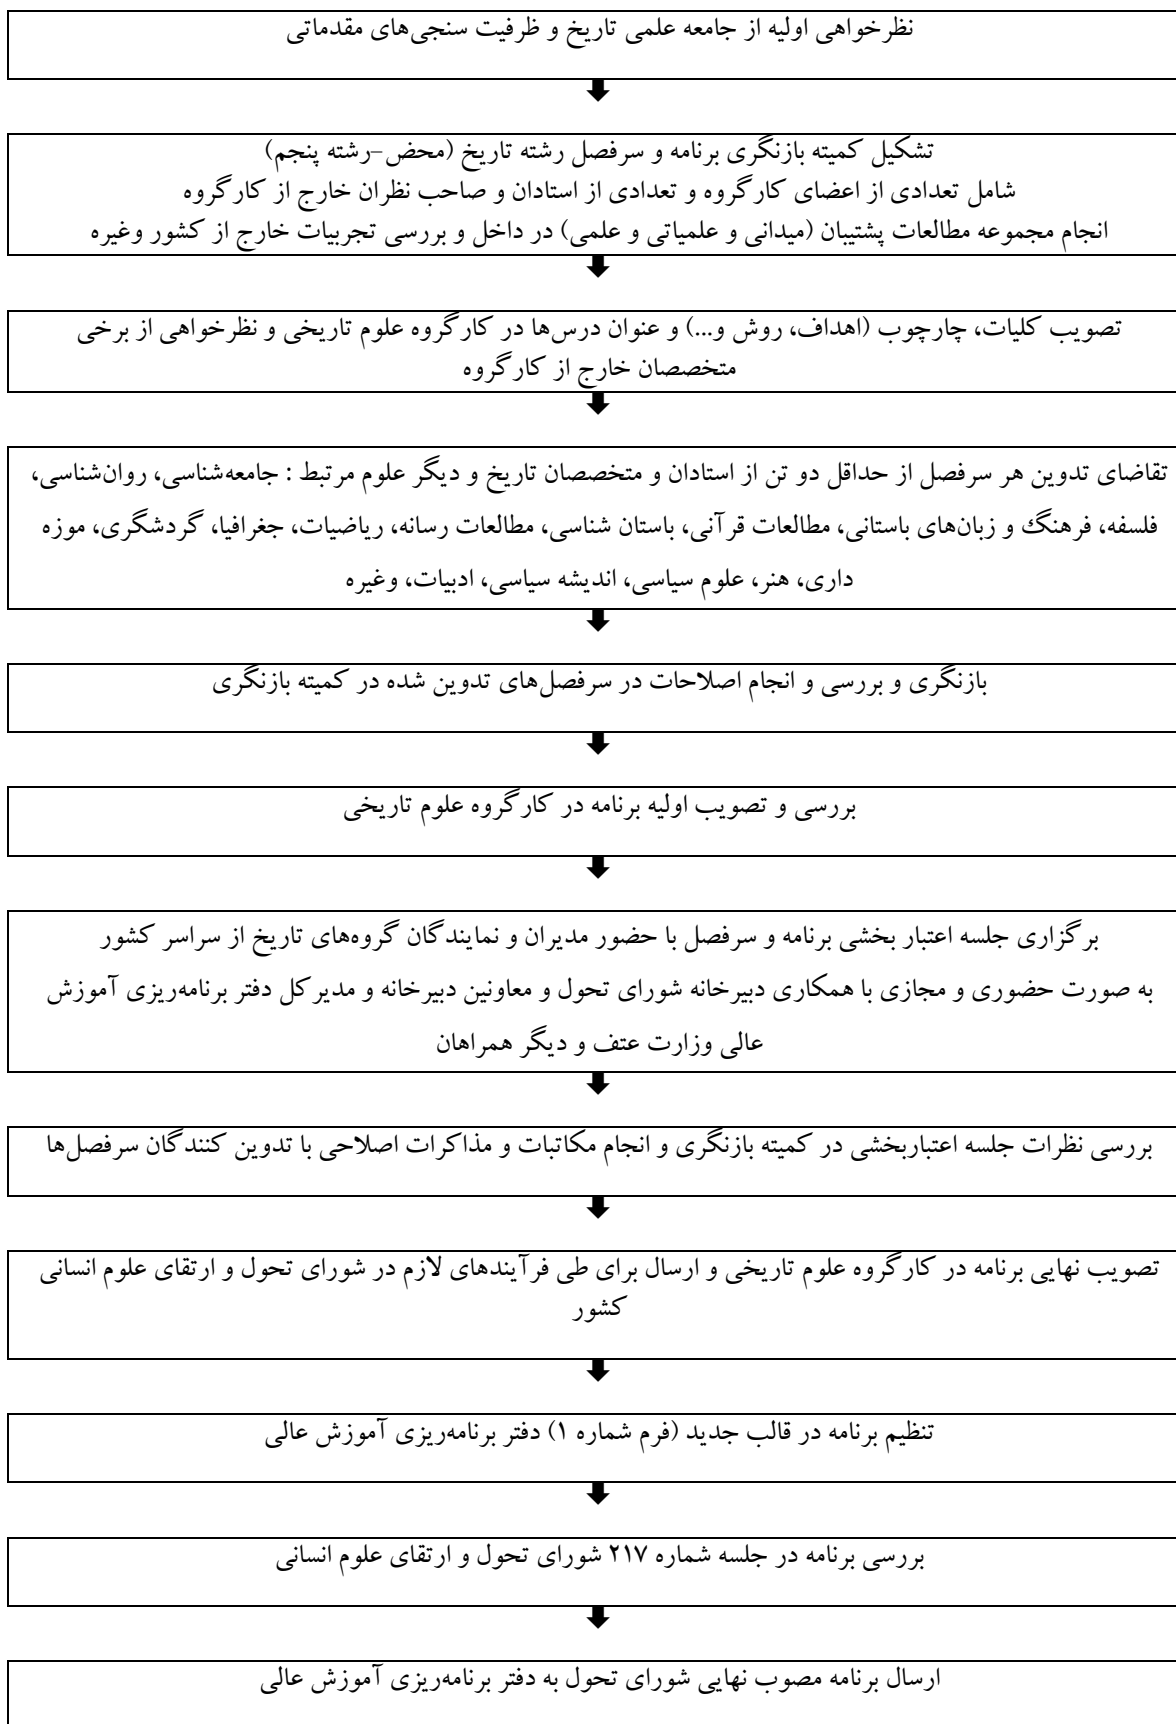 نظرخواهی اولیه از جامعه علمی تاریخ و ظرفیت سنجی‌های مقدماتی
تشکیل کمیته بازنگری برنامه و سرفصل رشته تاریخ (محض-رشته پنجم)
شامل تعدادی از اعضای کارگروه و تعدادی از استادان و صاحب نظران خارج از کارگروه
انجام مجموعه مطالعات پشتیبان (میدانی و علمیاتی و علمی) در داخل و بررسی تجربیات خارج از کشور وغیره
تصویب کلیات، چارچوب (اهداف، روش و...) و عنوان درس‌ها در کارگروه علوم تاریخی و نظرخواهی از برخی
متخصصان خارج از کارگروه
تقاضای تدوین هر سرفصل از حداقل دو تن از استادان و متخصصان تاریخ و دیگر علوم مرتبط : جامعه‌شناسی، روان‌شناسی،
فلسفه، فرهنگ و زبان‌های باستانی، مطالعات قرآنی، باستان شناسی، مطالعات رسانه، ریاضیات، جغرافیا، گردشگری، موزه
داری، هنر، علوم سیاسی، اندیشه سیاسی، ادبیات، وغیره
بازنگری و بررسی و انجام اصلاحات در سرفصل‌های تدوین شده در کمیته بازنگری
بررسی و تصویب اولیه برنامه در کارگروه علوم تاریخی
برگزاری جلسه اعتبار بخشی برنامه و سرفصل با حضور مدیران و نمایندگان گروه‌های تاریخ از سراسر کشور
به صورت حضوری و مجازی با همکاری دبیرخانه شورای تحول و معاونین دبیرخانه و مدیرکل دفتر برنامه‌ریزی آموزش
عالی وزارت عتف و دیگر همراهان
بررسی نظرات جلسه اعتباربخشی در کمیته بازنگری و انجام مکاتبات و مذاکرات اصلاحی با تدوین کنندگان سرفصل‌ها
تصویب نهایی برنامه در کارگروه علوم تاریخی و ارسال برای طی فرآیندهای لازم در شورای تحول و ارتقای علوم انسانی
کشور
تنظیم برنامه در قالب جدید (فرم شماره ۱) دفتر برنامه‌ریزی آموزش عالی
بررسی برنامه در جلسه شماره ۲۱۷ شورای تحول و ارتقای علوم انسانی
ارسال برنامه مصوب نهایی شورای تحول به دفتر برنامه‌ریزی آموزش عالی